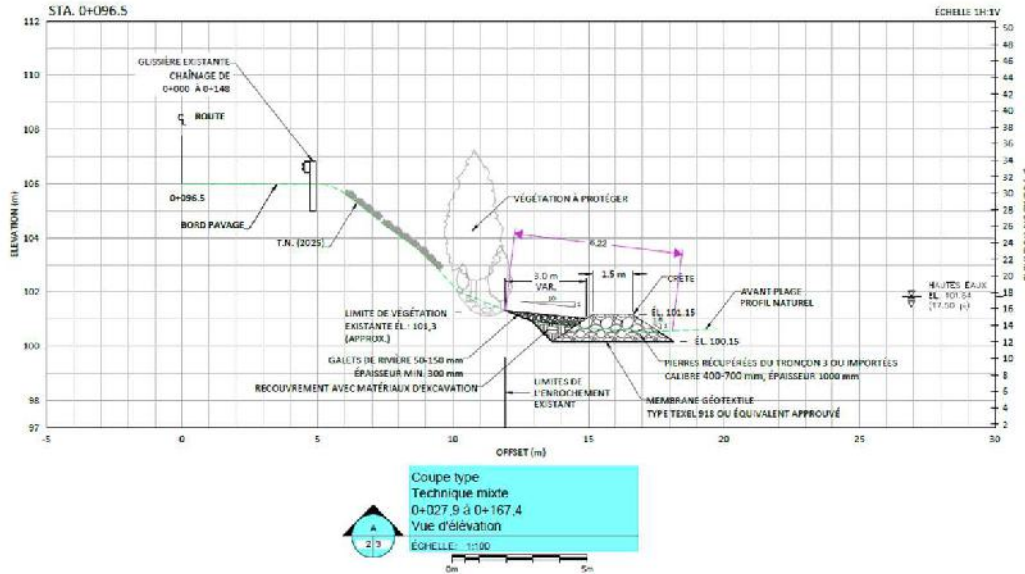 STA. 0+096.5
ÉCHELLE 1H:1V
112
110
108
106
104
102
100
98
97
ELEVATION (m)
50
48
46
44
42
40
38
36
34
32
30
28
26
24
22
20
18
16
14
12
10
8
6
4
2
GLISSIÈRE EXISTANTE
CHAÎNAGE DE
0+000 À 0+148
ROUTE
0+096.5
BORD PAVAGE
T.N. (2025)
VÉGÉTATION À PROTÉGER
6.22
3.0 m
VAR.
1.5 m
CRÊTE
10
1
AVANT PLAGE
PROFIL NATUREL
HAUTES EAUX
EL. 101.64
ÉL. 101.15
ÉL. 100.15
LIMITE DE VÉGÉTATION
EXISTANTE ÉL.: 101,3
(APPROX.)
GALETS DE RIVIÈRE 50-150 mm
ÉPAISSEUR MIN. 300 mm
RECOUVREMENT AVEC MATÉRIAUX D'EXCAVATION
LIMITES DE
L'ENROCHEMENT
EXISTANT
PIERRES RÉCUPÉRÉES DU TRONÇON 3 OU IMPORTÉES
CALIBRE 400-700 mm, ÉPAISSEUR 1000 mm
MEMBRANE GÉOTEXTILE
TYPE TEXEL 918 OU ÉQUIVALENT APPROUVÉ
-5 0 5 10 15 20 25 30
OFFSET (m)
Coupe type
Technique mixte
0+027,9 à 0+167,4
Vue d'élévation
ÉCHELLE: 1:100
A
2 3
0m 5m